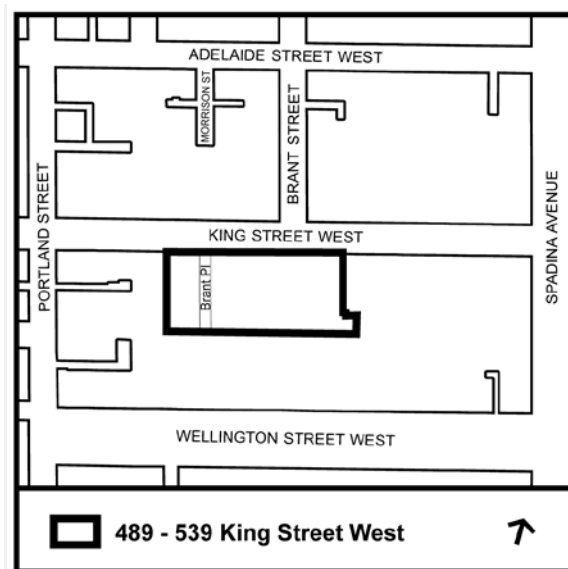 ADELAIDE STREET WEST
MORRISON ST
BRANT STREET
PORTLAND STREET
SPADINA AVENUE
KING STREET WEST
Brant Pl
WELLINGTON STREET WEST
489 - 539 King Street West